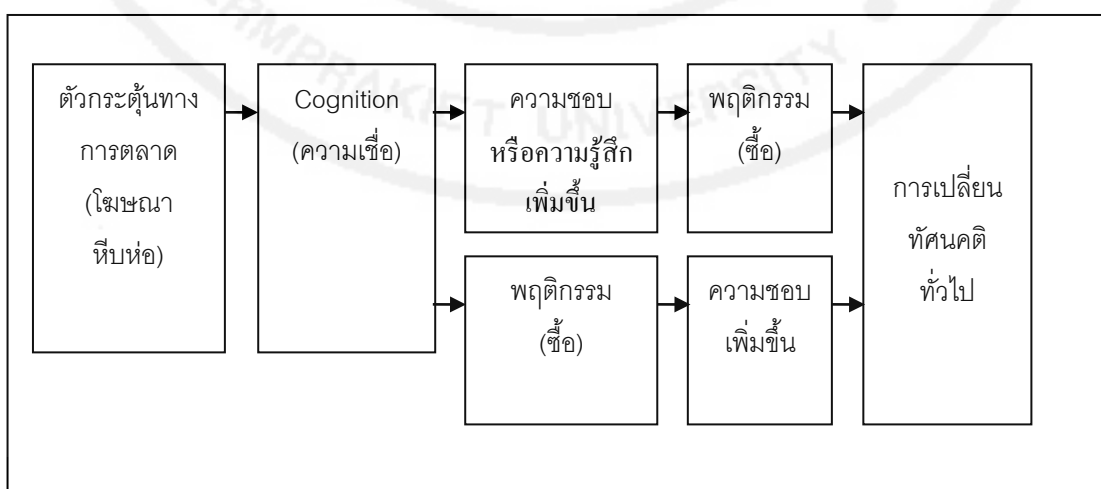 ตัวกระตุ้นทาง
การตลาด
(โฆษณา
หีบห่อ)
Cognition
(ความเชื่อ)
ความชอบ
หรือความรู้สึก
เพิ่มขึ้น
พฤติกรรม
(ซื้อ)
พฤติกรรม
(ซื้อ)
ความชอบ
เพิ่มขึ้น
การเปลี่ยน
ทัศนคติ
ทั่วไป
UNIVERSITY